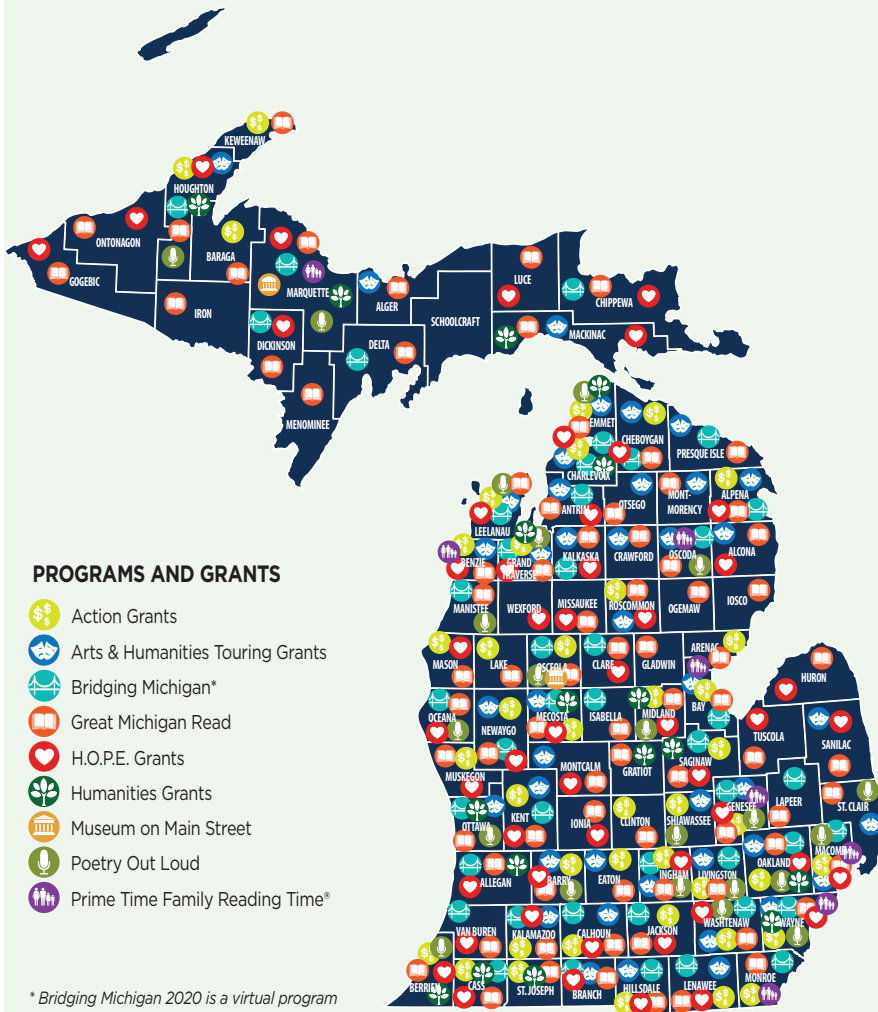 KEWEENAW
HOUGHTON
ONTONAGON
BARAGA
GOGEBIC
MARQUETTE
IRON
ALGER
LUCE
CHIPPEWA
SCHOOLCRAFT
MACKINAC
DICKINSON
DELTA
MENOMINEE
EMMET
CHEBOYGAN
PRESQUE ISLE
CHARLEVOIX
ANTRIM
OTSEGO
MONT-
MORENCY
ALPENA
LEELANAU
BENZIE
GRAND
TRAVERSE
KALKASKA
CRAWFORD
OSCODA
ALCONA
MANISTEE
WEXFORD
MISSAUKEE
ROSCOMMON
OGEMAW
IOSCO
MASON
LAKE
OSCEOLA
CLARE
GLADWIN
ARENAC
HURON
OCEANA
NEWAYGO
MECOSTA
ISABELLA
MIDLAND
BAY
TUSCOLA
SANILAC
MUSKEGON
MONTCALM
GRATIOT
SAGINAW
OTTAWA
KENT
IONIA
CLINTON
SHIAWASSEE
GENESEE
LAPEER
ST. CLAIR
ALLEGAN
BARRY
EATON
INGHAM
LIVINGSTON
OAKLAND
MACOMB
VAN BUREN
KALAMAZOO
CALHOUN
JACKSON
WASHTENAW
WAYNE
BERRIEN
CASS
ST. JOSEPH
BRANCH
HILLSDALE
LENAWEE
MONROE
PROGRAMS AND GRANTS
Action Grants
Arts & Humanities Touring Grants
Bridging Michigan*
Great Michigan Read
H.O.P.E. Grants
Humanities Grants
Museum on Main Street
Poetry Out Loud
Prime Time Family Reading Time®
* Bridging Michigan 2020 is a virtual program